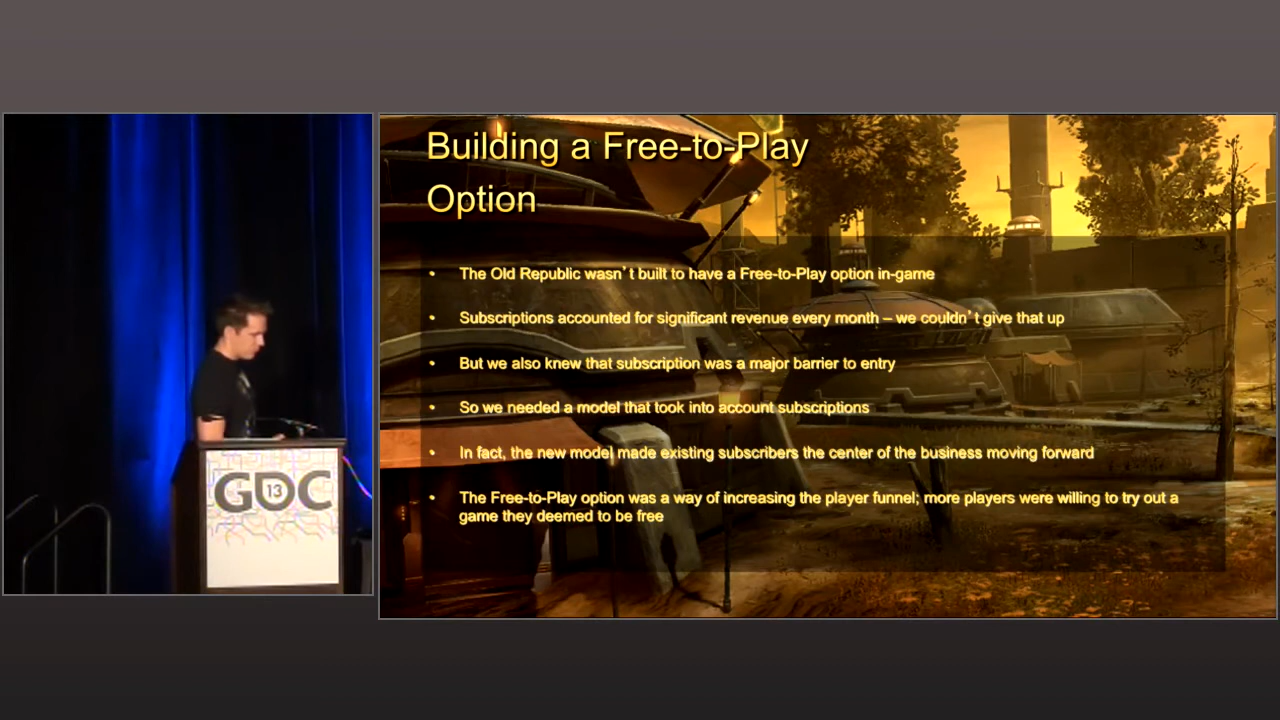 Building a Free-to-Play
Option
• The Old Republic wasn't built to have a Free-to-Play option in-game
• Subscriptions accounted for significant revenue every month – we couldn't give that up
• But we also knew that subscription was a major barrier to entry
• So we needed a model that took into account subscriptions
• In fact, the new model made existing subscribers the center of the business moving forward
• The Free-to-Play option was a way of increasing the player funnel; more players were willing to try out a
game they deemed to be free
GDC
13